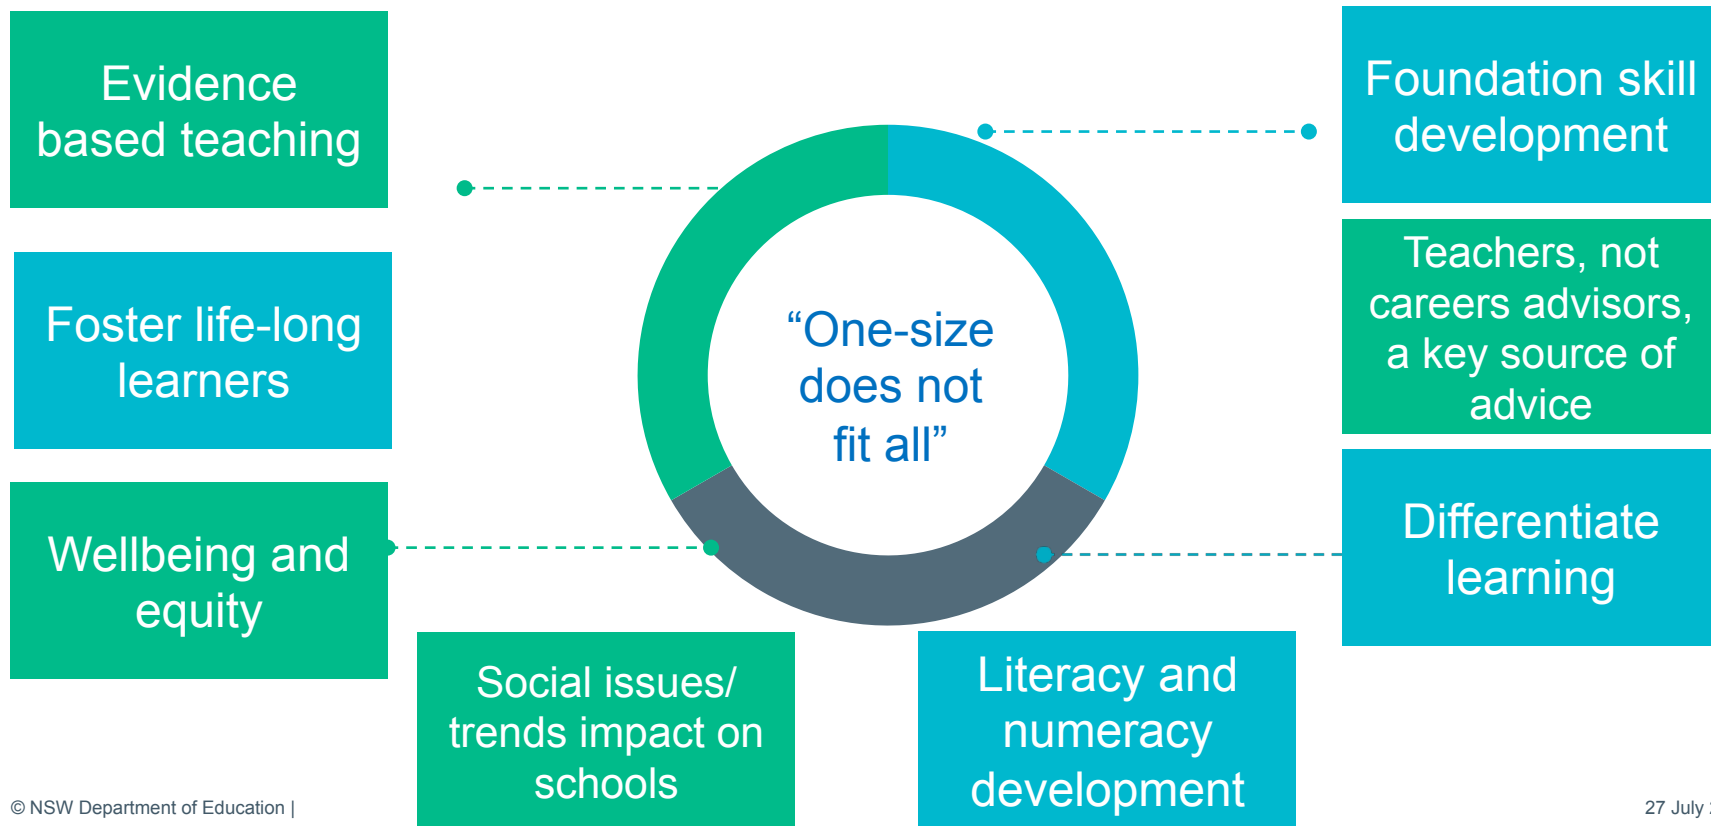 Evidence
based teaching
Foster life-long
learners
Wellbeing and
equity
Social issues/
trends impact on
schools
“One-size
does not
fit all”
Literacy and
numeracy
development
Foundation skill
development
Teachers, not
careers advisors,
a key source of
advice
Differentiate
learning
© NSW Department of Education |
27 July